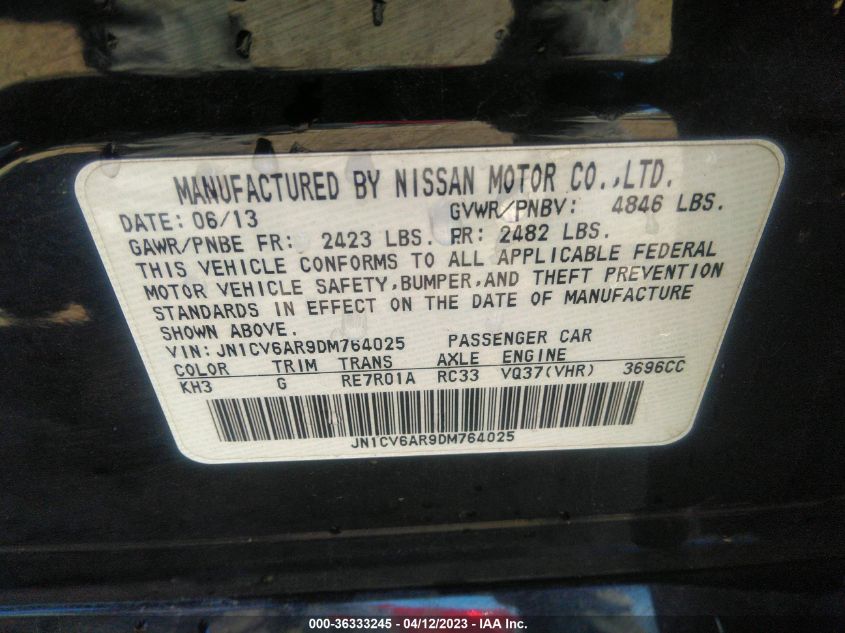 MANUFACTURED BY NISSAN MOTOR CO.,LTD.
DATE: 06/13 GVWR/PNBV: 4846 LBS.
GAWR/PNBE FR: 2423 LBS. RR: 2482 LBS.
THIS VEHICLE CONFORMS TO ALL APPLICABLE FEDERAL
MOTOR VEHICLE SAFETY,BUMPER,AND THEFT PREVENTION
STANDARDS IN EFFECT ON THE DATE OF MANUFACTURE
SHOWN ABOVE.
VIN:JN1CV6AR9DM764025 PASSENGER CAR
COLOR TRIM TRANS AXLE ENGINE
KH3 G RE7R01A RC33 VQ37(VHR) 3696CC
JN1CV6AR9DM764025
000-36333245 - 04/12/2023 - IAA Inc.